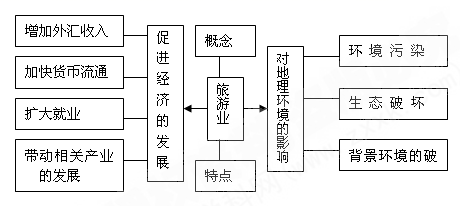 增加外汇收入
加快货币流通
扩大就业
带动相关产业
的发展
促进经济的发展
概念
旅游业
特点
对地理环境的影响
环境污染
生态破坏
背景环境的破